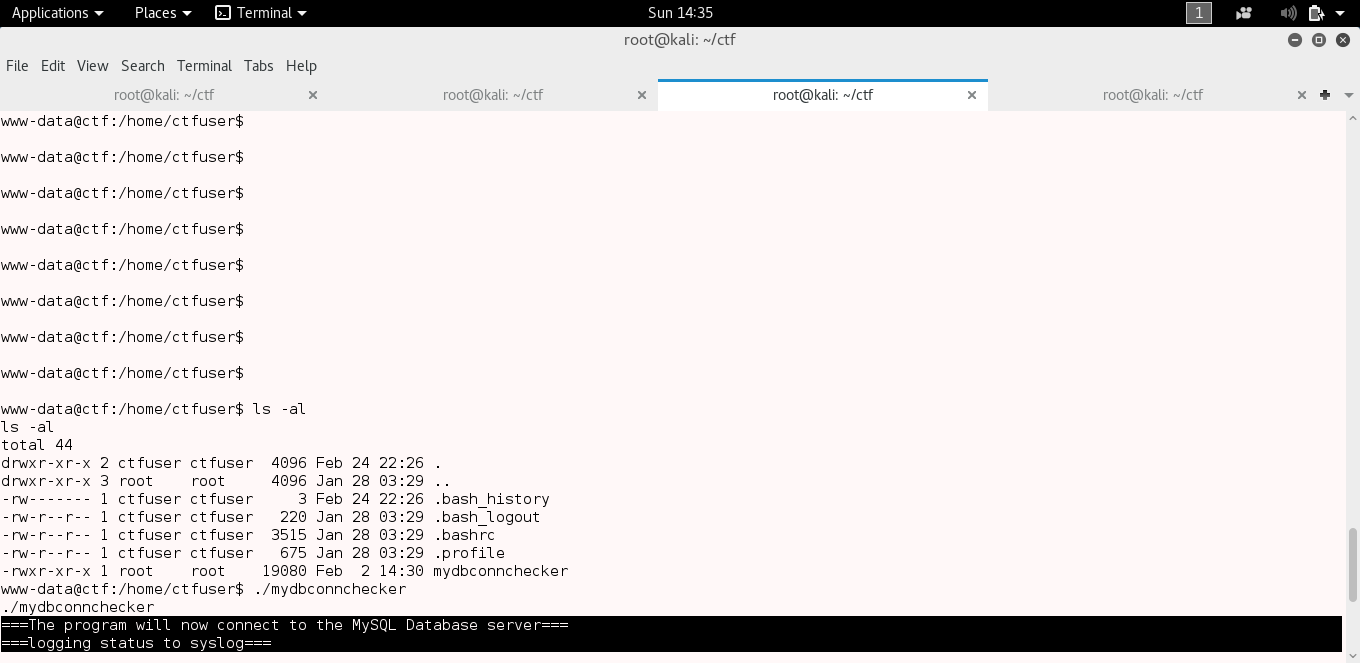 Applications Places Terminal Sun 14:35 1
root@kali: ~/ctf
File Edit View Search Terminal Tabs Help
root@kali: ~/ctf root@kali: ~/ctf root@kali: ~/ctf root@kali: ~/ctf
www-data@ctf:/home/ctfuser$
www-data@ctf:/home/ctfuser$
www-data@ctf:/home/ctfuser$
www-data@ctf:/home/ctfuser$
www-data@ctf:/home/ctfuser$
www-data@ctf:/home/ctfuser$
www-data@ctf:/home/ctfuser$
www-data@ctf:/home/ctfuser$
www-data@ctf:/home/ctfuser$ ls -al
ls -al
total 44
drwxr-xr-x 2 ctfuser ctfuser  4096 Feb 24 22:26 .
drwxr-xr-x 3 root    root     4096 Jan 28 03:29 ..
-rw------- 1 ctfuser ctfuser     3 Feb 24 22:26 .bash_history
-rw-r--r-- 1 ctfuser ctfuser   220 Jan 28 03:29 .bash_logout
-rw-r--r-- 1 ctfuser ctfuser  3515 Jan 28 03:29 .bashrc
-rw-r--r-- 1 ctfuser ctfuser   675 Jan 28 03:29 .profile
-rwxr-xr-x 1 root    root    19080 Feb  2 14:30 mydbconnchecker
www-data@ctf:/home/ctfuser$ ./mydbconnchecker
./mydbconnchecker
===The program will now connect to the MySQL Database server===
===logging status to syslog===